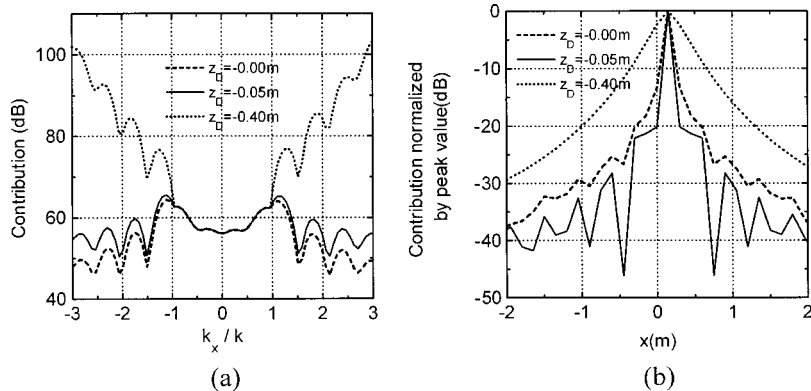 100
80
60
40
Contribution (dB)
z_D=-0.00m
z_D=-0.05m
z_D=-0.40m
-3 -2 -1 0 1 2 3
k_x / k
(a)
0
-10
-20
-30
-40
-50
Contribution normalized
by peak value(dB)
z_D=-0.00m
z_D=-0.05m
z_D=-0.40m
-2 -1 0 1 2
x(m)
(b)